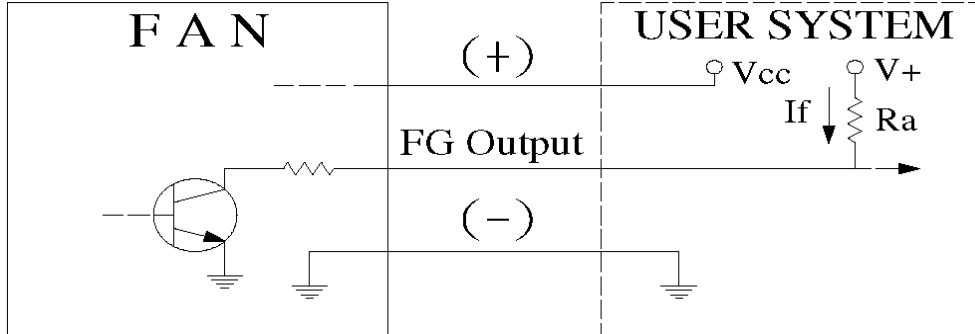 F A N
USER SYSTEM
(+)
Vcc
V+
If
Ra
FG Output
(-)